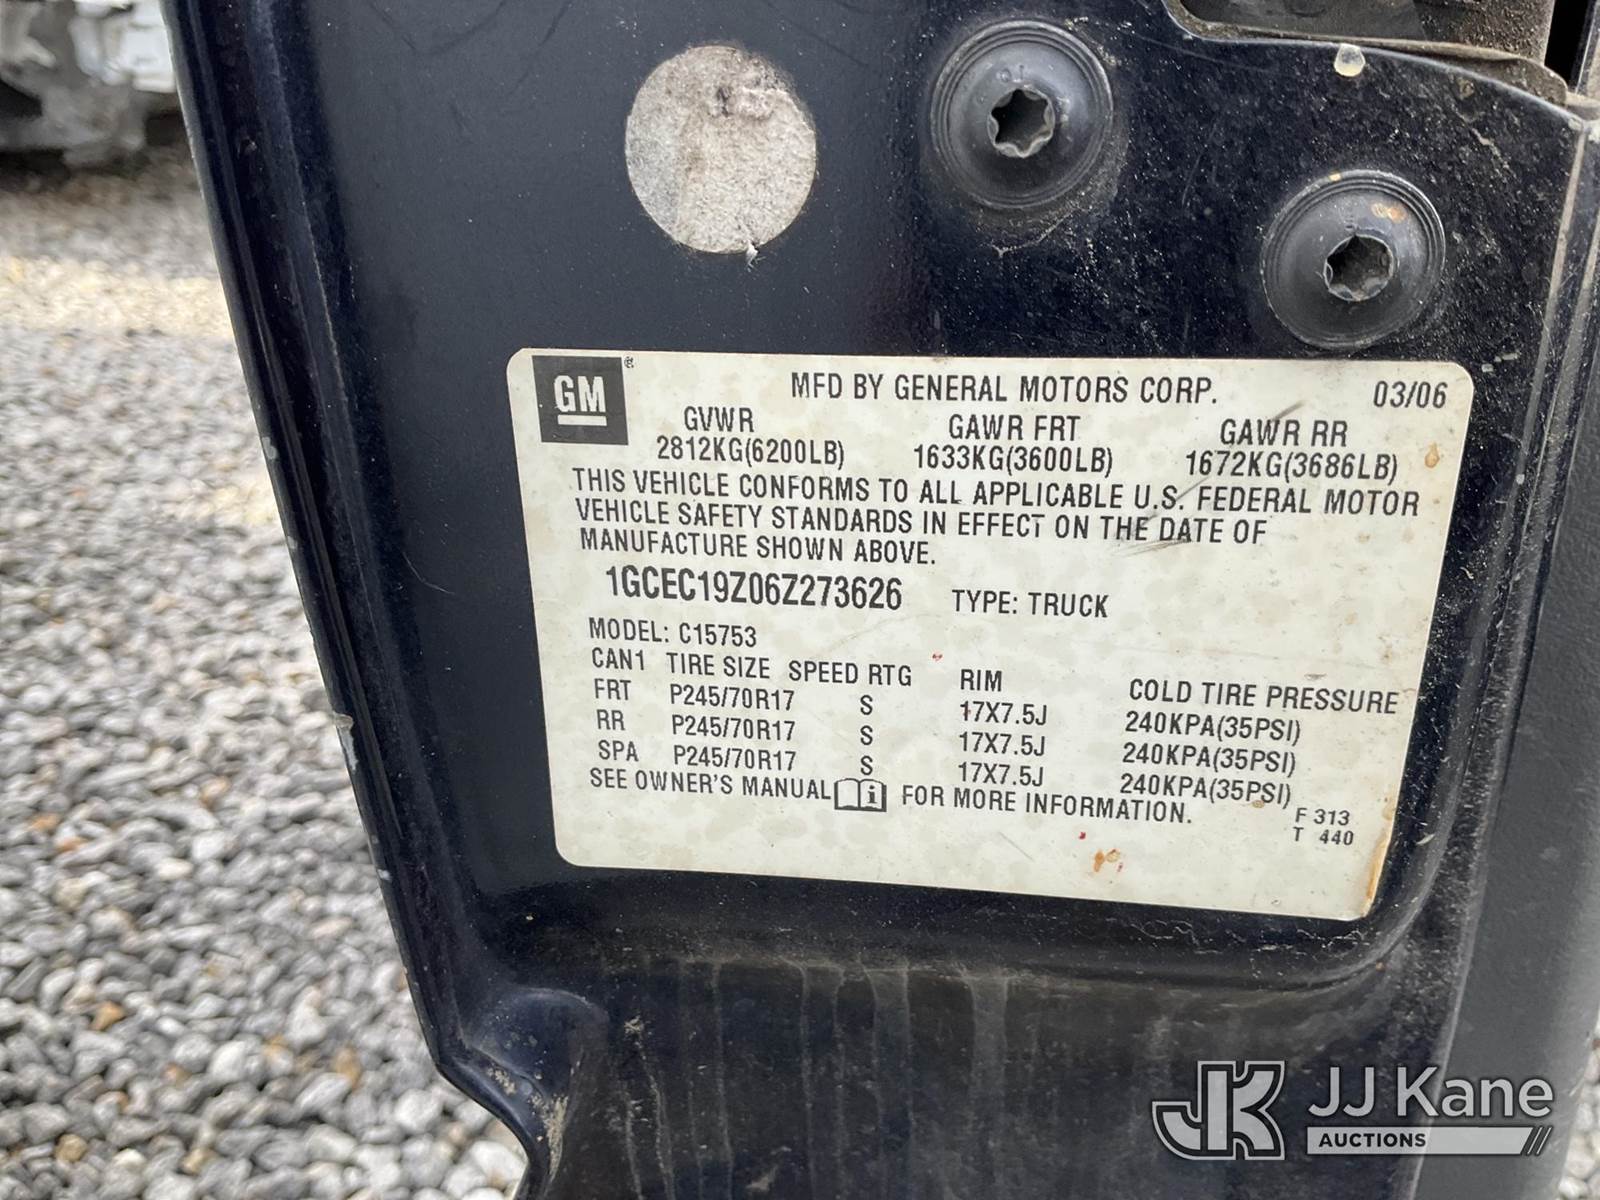 GM ® MFD BY GENERAL MOTORS CORP. 03/06
GVWR GAWR FRT GAWR RR
2812KG(6200LB) 1633KG(3600LB) 1672KG(3686LB)
THIS VEHICLE CONFORMS TO ALL APPLICABLE U.S. FEDERAL MOTOR
VEHICLE SAFETY STANDARDS IN EFFECT ON THE DATE OF
MANUFACTURE SHOWN ABOVE.
1GCEC19Z06Z273626 TYPE: TRUCK
MODEL: C15753
CAN1 TIRE SIZE SPEED RTG RIM COLD TIRE PRESSURE
FRT P245/70R17 S 17X7.5J 240KPA(35PSI)
RR P245/70R17 S 17X7.5J 240KPA(35PSI)
SPA P245/70R17 S 17X7.5J 240KPA(35PSI)
SEE OWNER'S MANUAL i FOR MORE INFORMATION.
F 313
T 440
JK JJ Kane
AUCTIONS